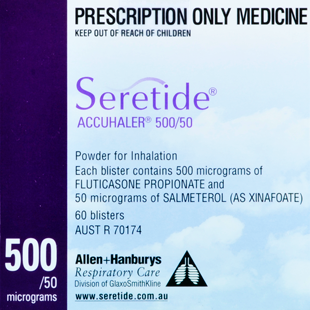 PRESCRIPTION ONLY MEDICINE
KEEP OUT OF REACH OF CHILDREN
Seretide®
ACCUHALER® 500/50
Powder for Inhalation
Each blister contains 500 micrograms of
FLUTICASONE PROPIONATE and
50 micrograms of SALMETEROL (AS XINAFOATE)
60 blisters
AUST R 70174
500
/50
micrograms
Allen+Hanburys
Respiratory Care
Division of GlaxoSmithKline
www.seretide.com.au